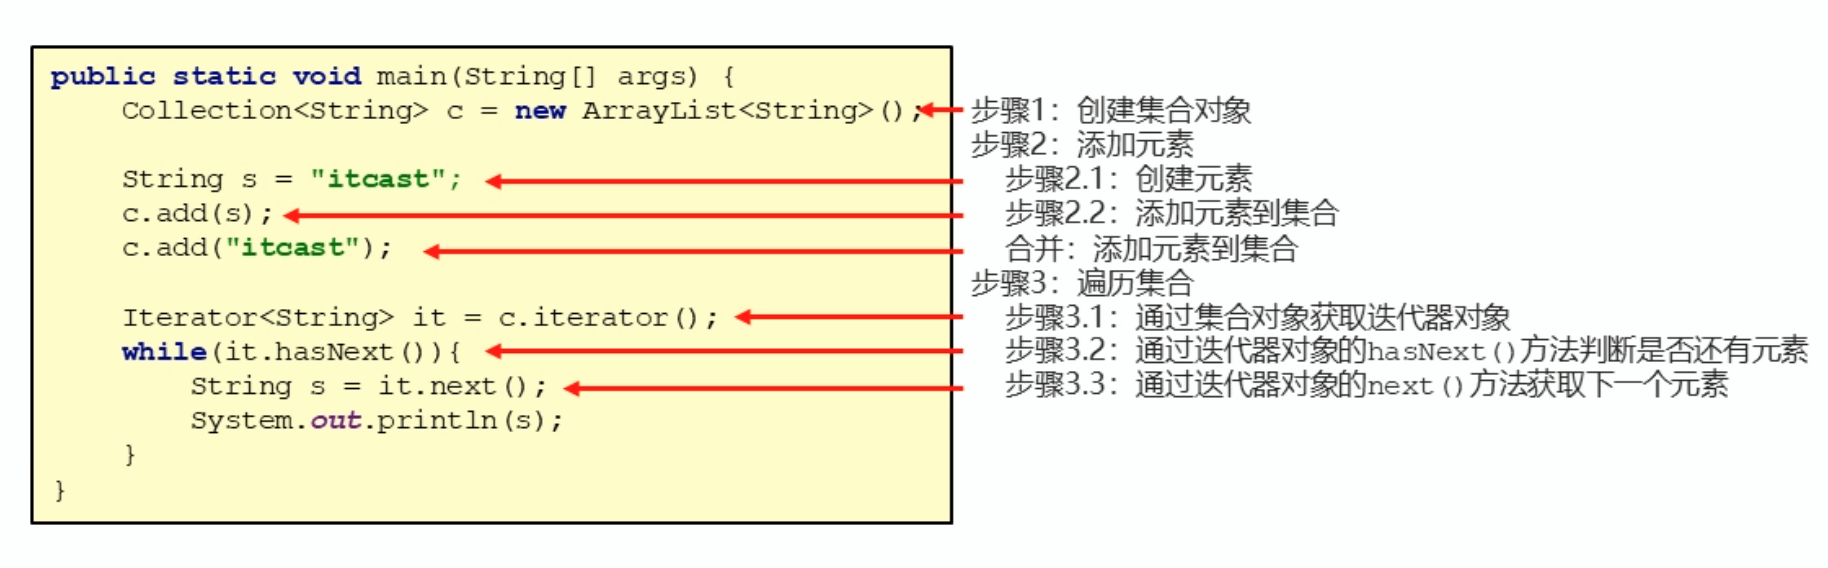 public static void main(String[] args) {
Collection<String> c = new ArrayList<String>();
步骤1：创建集合对象
步骤2：添加元素
String s = "itcast";
步骤2.1：创建元素
c.add(s);
步骤2.2：添加元素到集合
c.add("itcast");
合并：添加元素到集合
步骤3：遍历集合
Iterator<String> it = c.iterator();
步骤3.1：通过集合对象获取迭代器对象
while(it.hasNext()){
步骤3.2：通过迭代器对象的hasNext()方法判断是否还有元素
String s = it.next();
步骤3.3：通过迭代器对象的next()方法获取下一个元素
System.out.println(s);
}
}